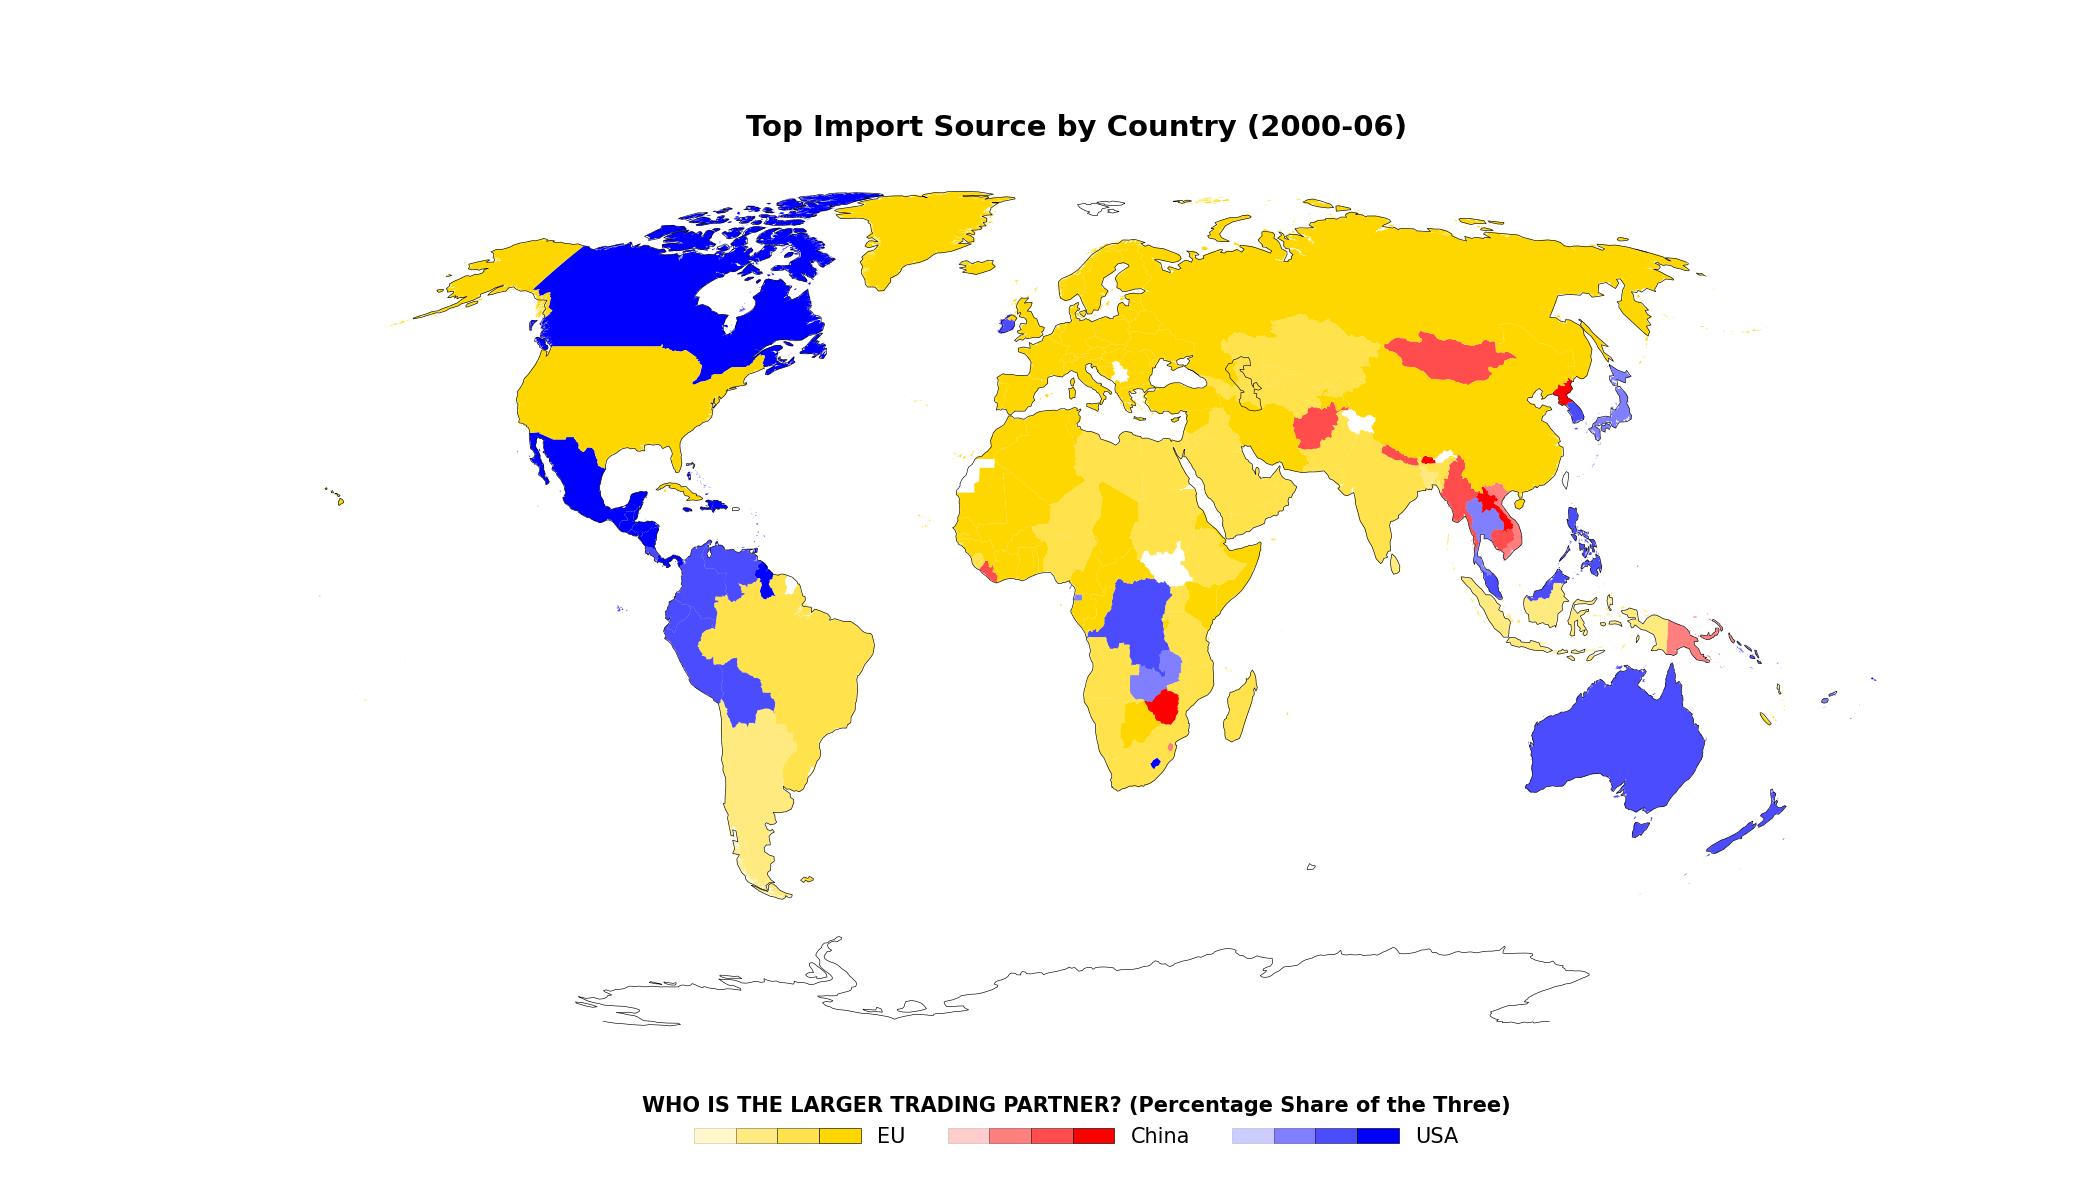 Top Import Source by Country (2000-06)
WHO IS THE LARGER TRADING PARTNER? (Percentage Share of the Three)
EU China USA